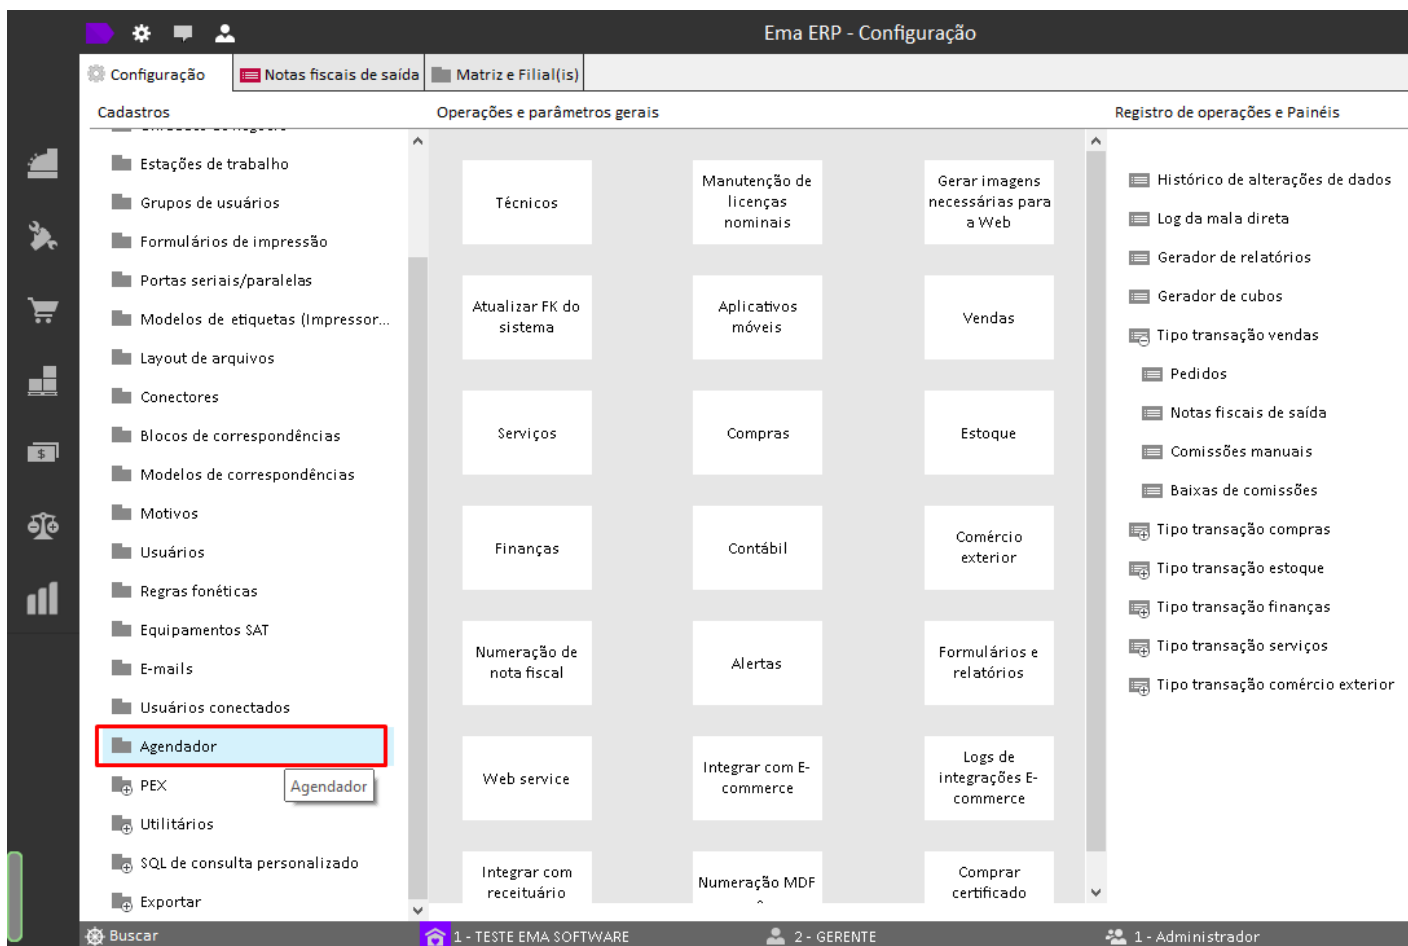 Ema ERP - Configuração
Configuração
Notas fiscais de saída
Matriz e Filial(is)
Cadastros
Operações e parâmetros gerais
Registro de operações e Painéis
Estações de trabalho
Grupos de usuários
Formulários de impressão
Portas seriais/paralelas
Modelos de etiquetas (Impressor...
Layout de arquivos
Conectores
Blocos de correspondências
Modelos de correspondências
Motivos
Usuários
Regras fonéticas
Equipamentos SAT
E-mails
Usuários conectados
Agendador
PEX
Agendador
Utilitários
SQL de consulta personalizado
Exportar
Técnicos
Manutenção de
licenças
nominais
Gerar imagens
necessárias para
a Web
Atualizar FK do
sistema
Aplicativos
móveis
Vendas
Serviços
Compras
Estoque
Finanças
Contábil
Comércio
exterior
Numeração de
nota fiscal
Alertas
Formulários e
relatórios
Web service
Integrar com E-
commerce
Logs de
integrações E-
commerce
Integrar com
receituário
Numeração MDF
Comprar
certificado
Histórico de alterações de dados
Log da mala direta
Gerador de relatórios
Gerador de cubos
Tipo transação vendas
Pedidos
Notas fiscais de saída
Comissões manuais
Baixas de comissões
Tipo transação compras
Tipo transação estoque
Tipo transação finanças
Tipo transação serviços
Tipo transação comércio exterior
Buscar
1 - TESTE EMA SOFTWARE
2 - GERENTE
1 - Administrador